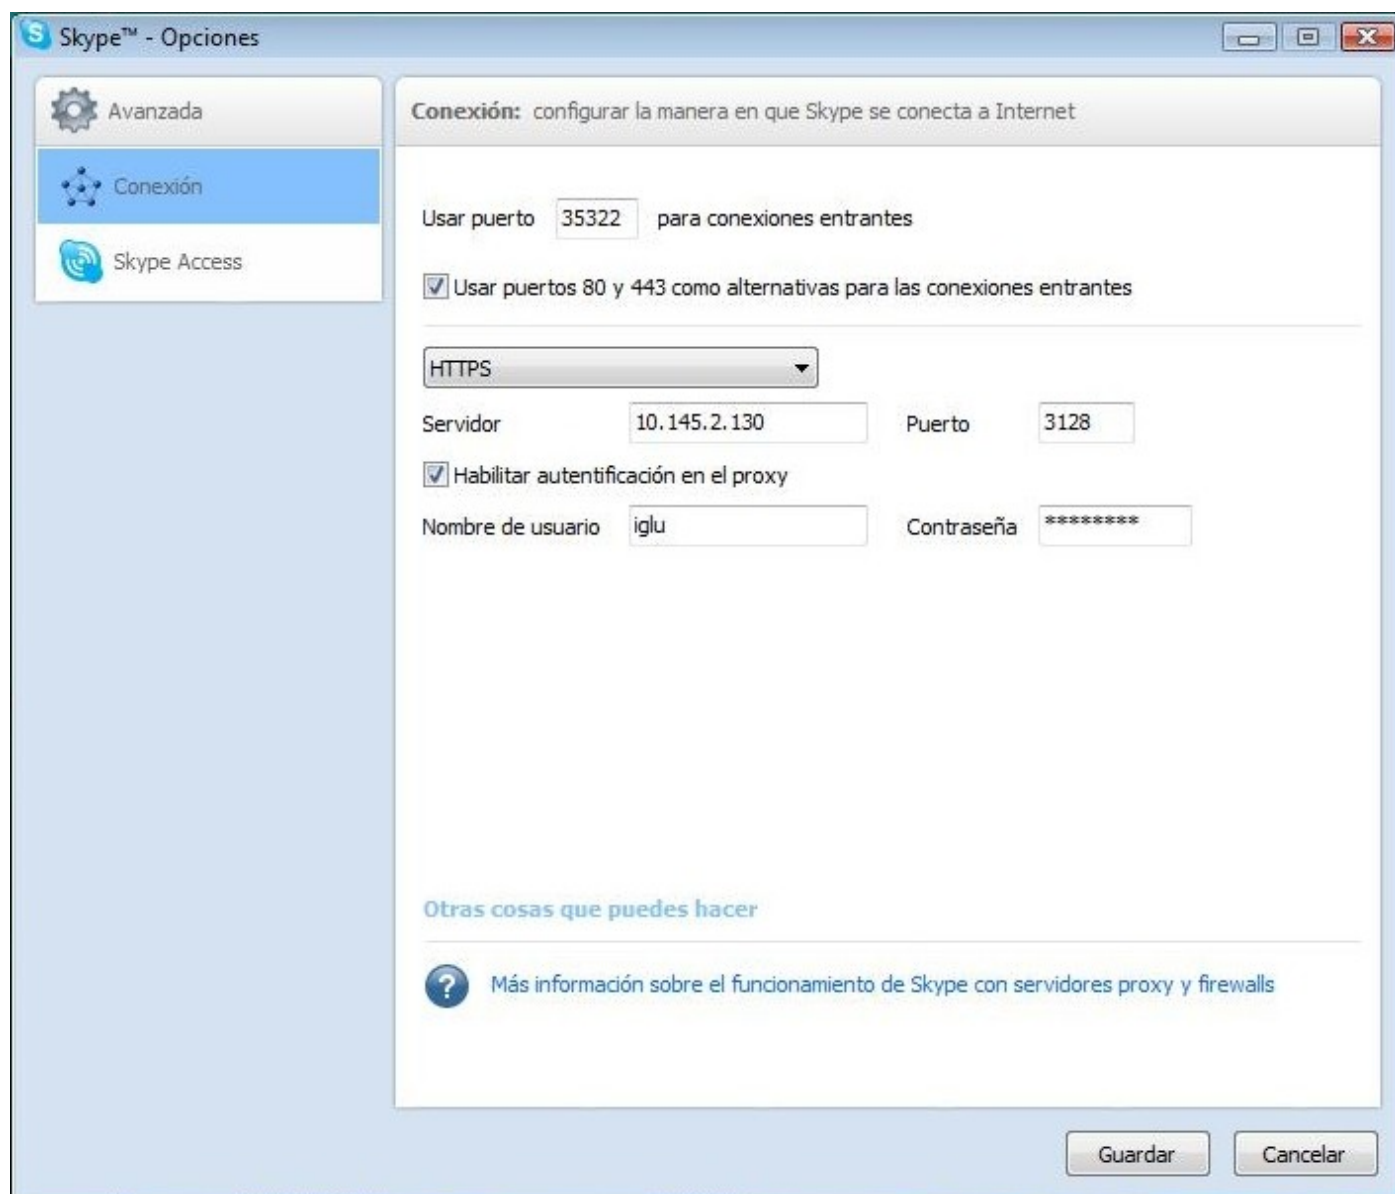 Skype™ - Opciones
Avanzada
Conexión
Skype Access
Conexión: configurar la manera en que Skype se conecta a Internet
Usar puerto 35322 para conexiones entrantes
Usar puertos 80 y 443 como alternativas para las conexiones entrantes
HTTPS
Servidor 10.145.2.130 Puerto 3128
Habilitar autentificación en el proxy
Nombre de usuario iglu Contraseña ********
Otras cosas que puedes hacer
? Más información sobre el funcionamiento de Skype con servidores proxy y firewalls
Guardar Cancelar